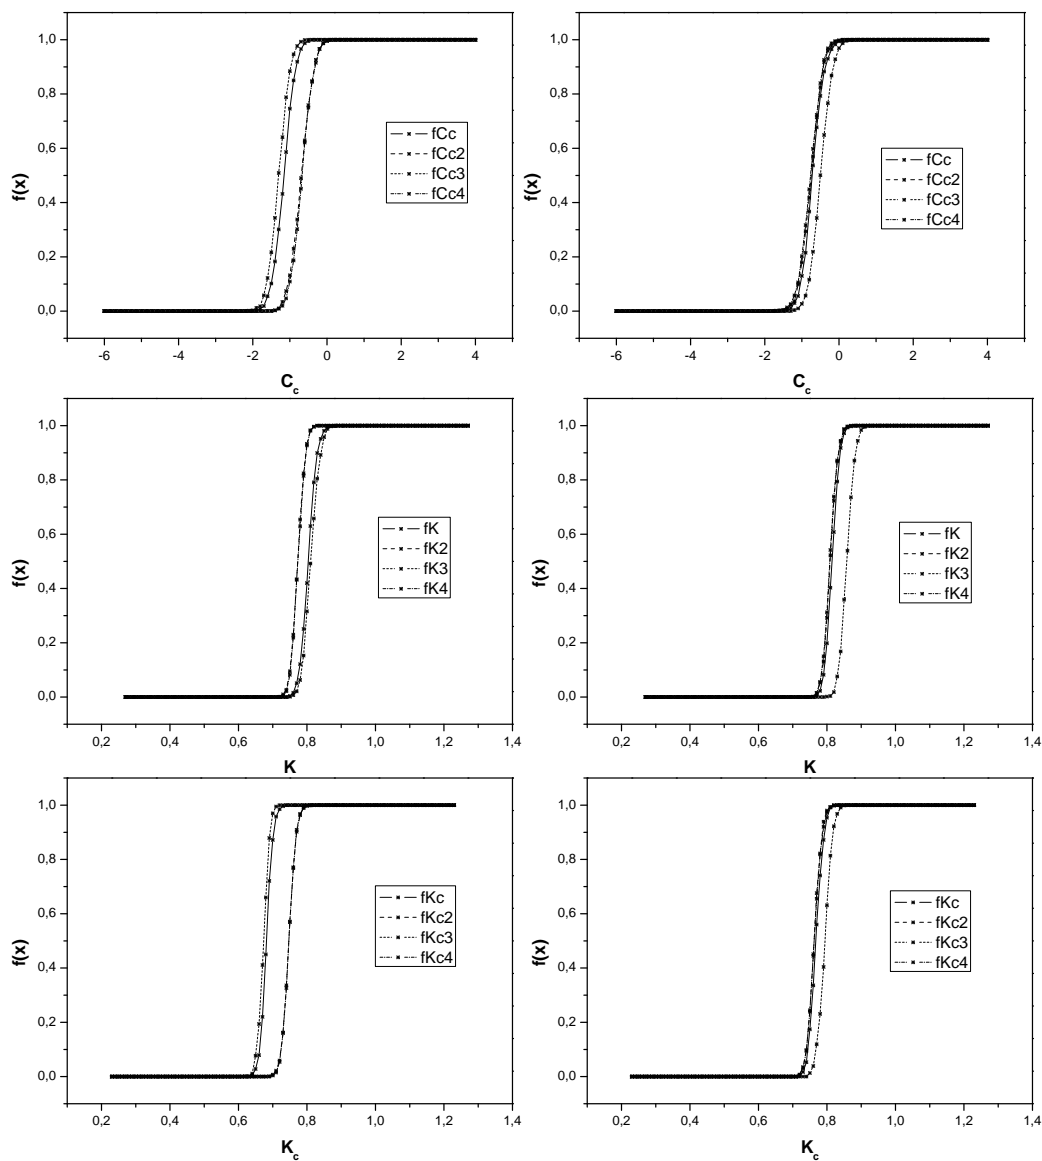 1,0
0,8
0,6
0,4
0,2
0,0
f(x)
-6 -4 -2 0 2 4
C_c
fCc
fCc2
fCc3
fCc4
1,0
0,8
0,6
0,4
0,2
0,0
f(x)
-6 -4 -2 0 2 4
C_c
fCc
fCc2
fCc3
fCc4
1,0
0,8
0,6
0,4
0,2
0,0
f(x)
0,2 0,4 0,6 0,8 1,0 1,2 1,4
K
fK
fK2
fK3
fK4
1,0
0,8
0,6
0,4
0,2
0,0
f(x)
0,2 0,4 0,6 0,8 1,0 1,2 1,4
K
fK
fK2
fK3
fK4
1,0
0,8
0,6
0,4
0,2
0,0
f(x)
0,2 0,4 0,6 0,8 1,0 1,2 1,4
K_c
fKc
fKc2
fKc3
fKc4
1,0
0,8
0,6
0,4
0,2
0,0
f(x)
0,2 0,4 0,6 0,8 1,0 1,2 1,4
K_c
fKc
fKc2
fKc3
fKc4